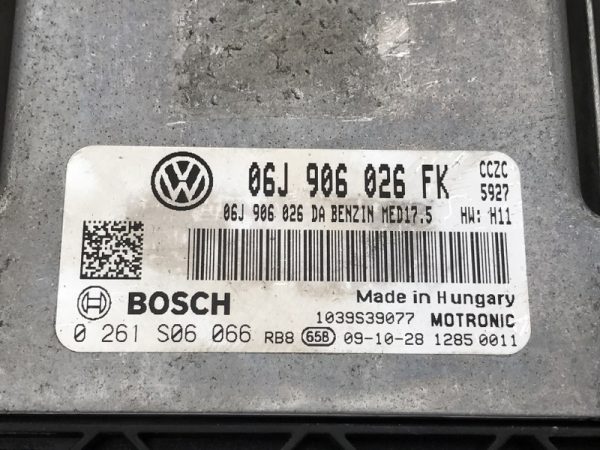 06J 906 026 FK CCZC
5927
06J 906 026 DA BENZIN MED17.5 HW: H11
BOSCH Made in Hungary
1039S39077 MOTRONIC
0 261 S06 066 RB8 658 09-10-28 1285 0011